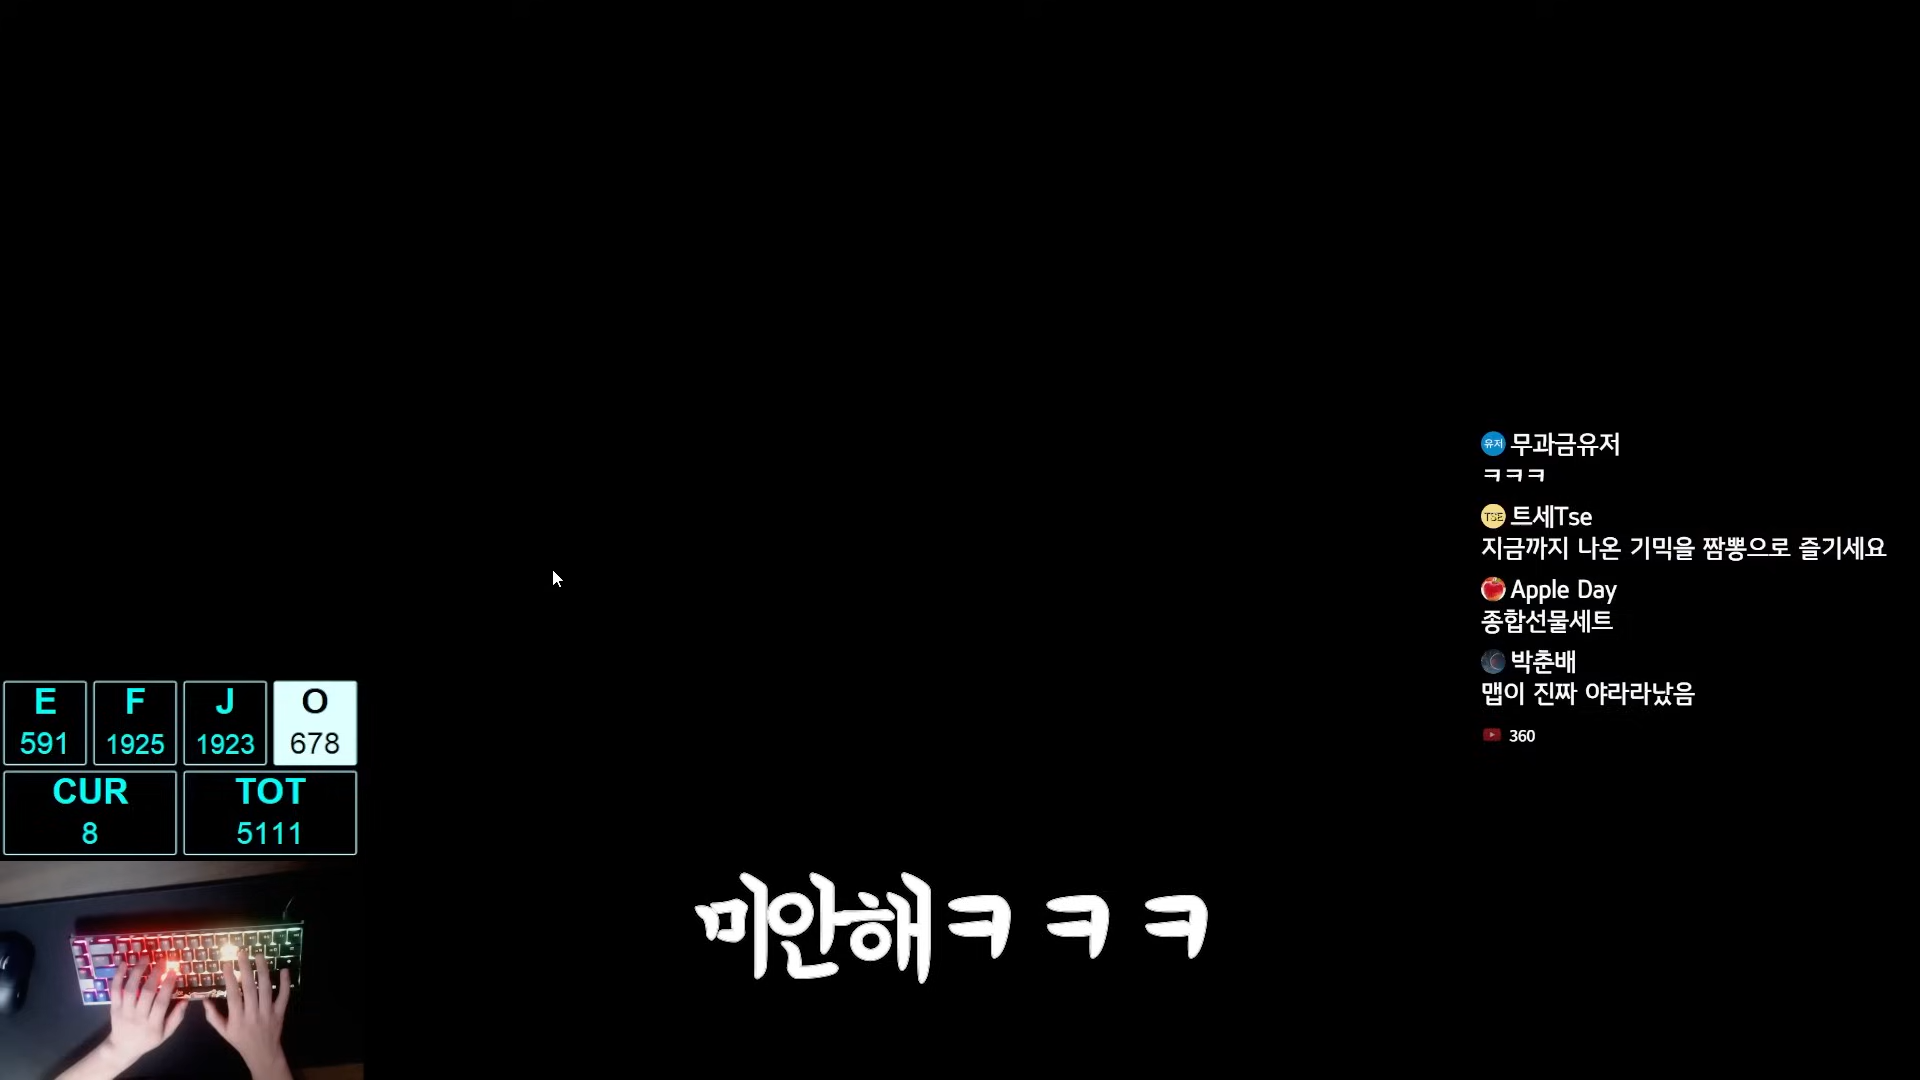 유저 무과금유저
ㅋㅋㅋ
TSE 트세Tse
지금까지 나온 기믹을 짬뽕으로 즐기세요
Apple Day
종합선물세트
박춘배
맵이 진짜 야라라났음
360
E F J O
591 1925 1923 678
CUR TOT
8 5111
미안해ㅋㅋㅋ